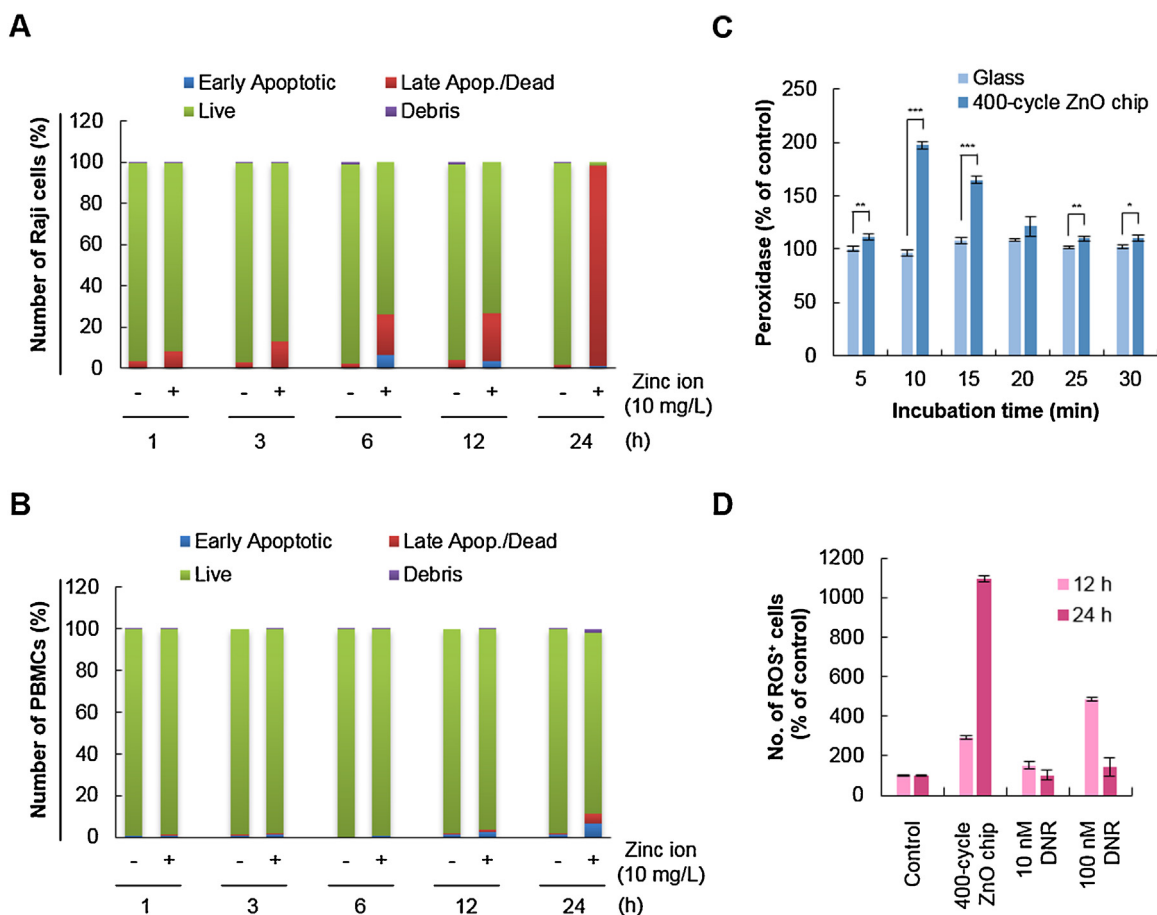 A
Early Apoptotic
Late Apop./Dead
Live
Debris
Number of Raji cells (%)
120
100
80
60
40
20
0
- + - + - + - + - +
Zinc ion
(10 mg/L)
1 3 6 12 24 (h)
B
Early Apoptotic
Late Apop./Dead
Live
Debris
Number of PBMCs (%)
120
100
80
60
40
20
0
- + - + - + - + - +
Zinc ion
(10 mg/L)
1 3 6 12 24 (h)
C
Glass
400-cycle ZnO chip
Peroxidase (% of control)
250
200
150
100
50
0
** *** *** ** *
5 10 15 20 25 30
Incubation time (min)
D
12 h
24 h
No. of ROS⁺ cells
(% of control)
1200
1000
800
600
400
200
0
Control
400-cycle
ZnO chip
10 nM
DNR
100 nM
DNR